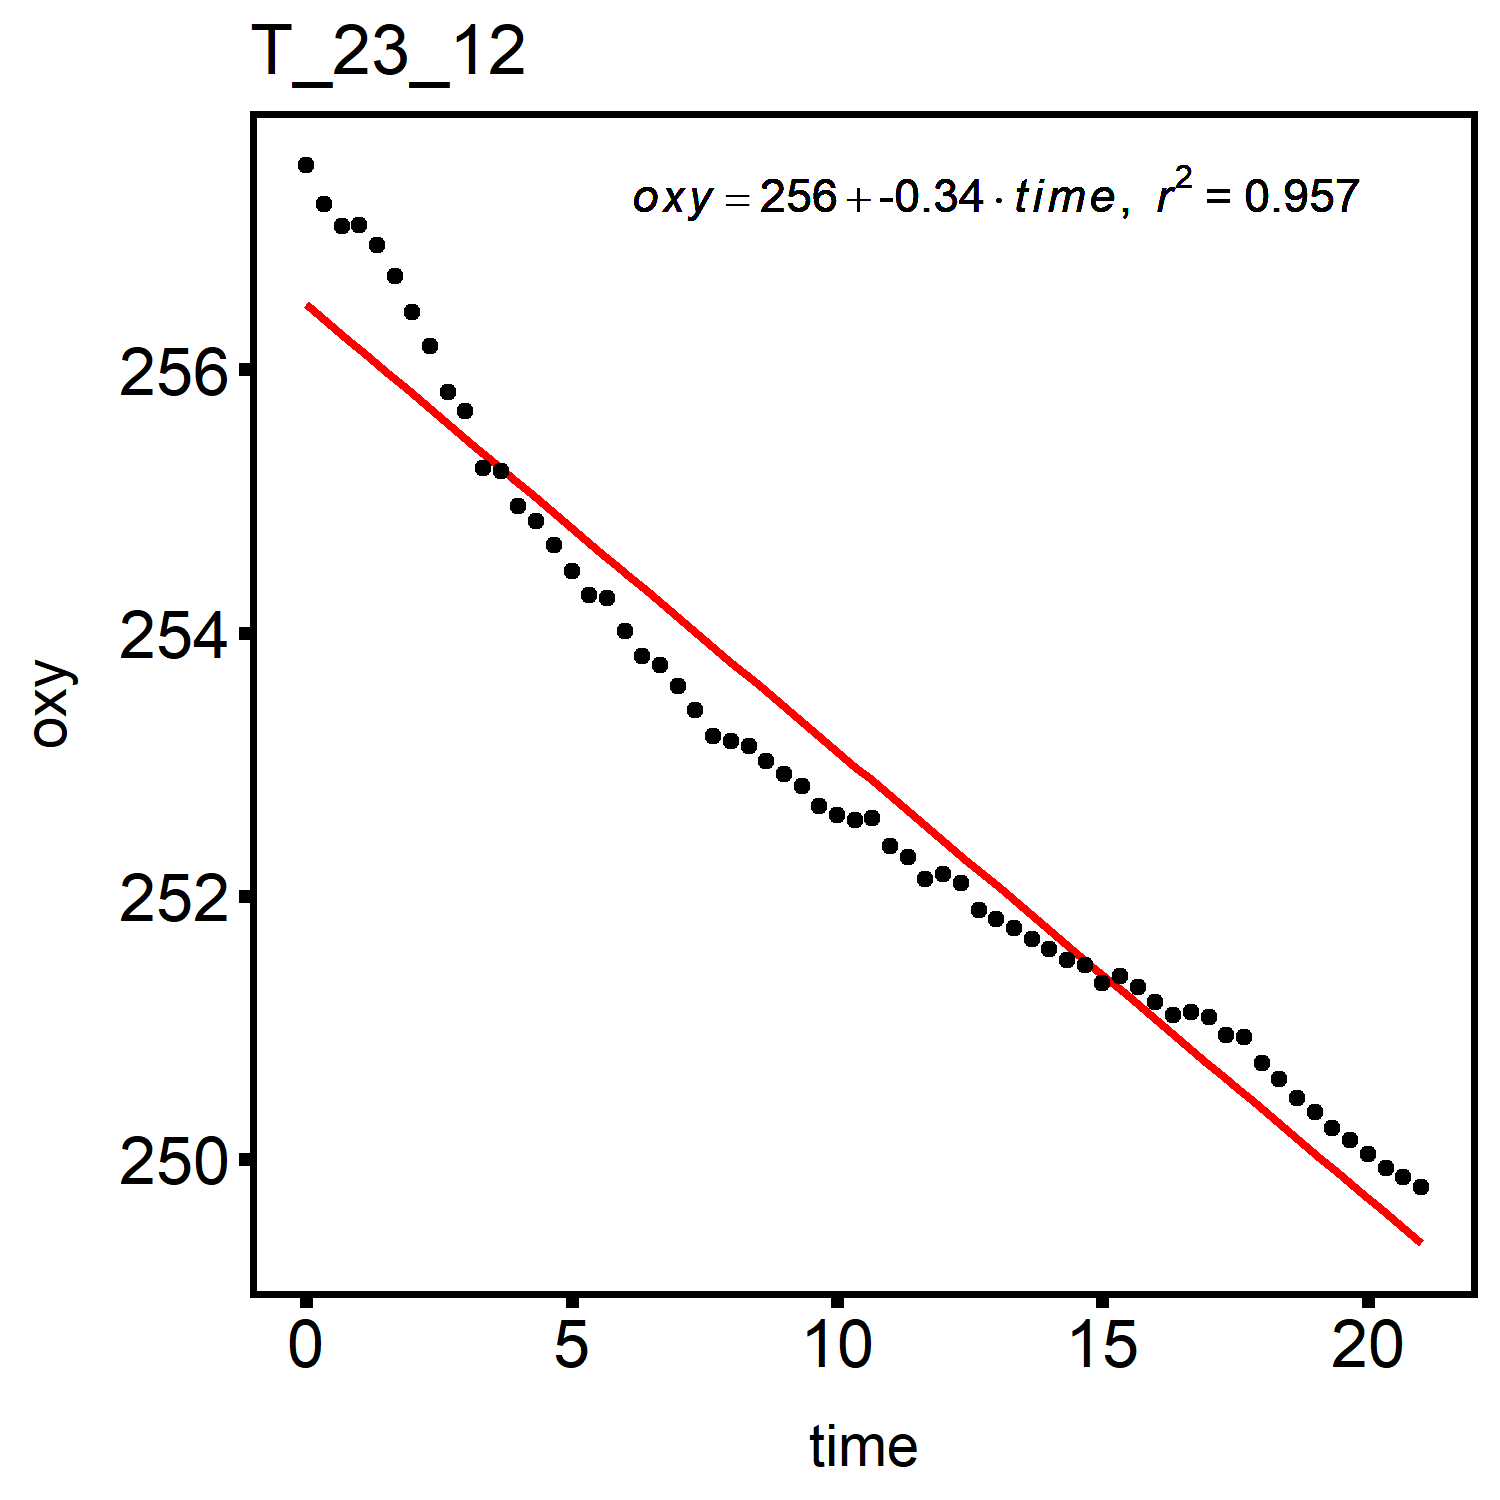 T_23_12
oxy = 256 + -0.34 · time, r² = 0.957
256
254
252
250
oxy
0 5 10 15 20
time